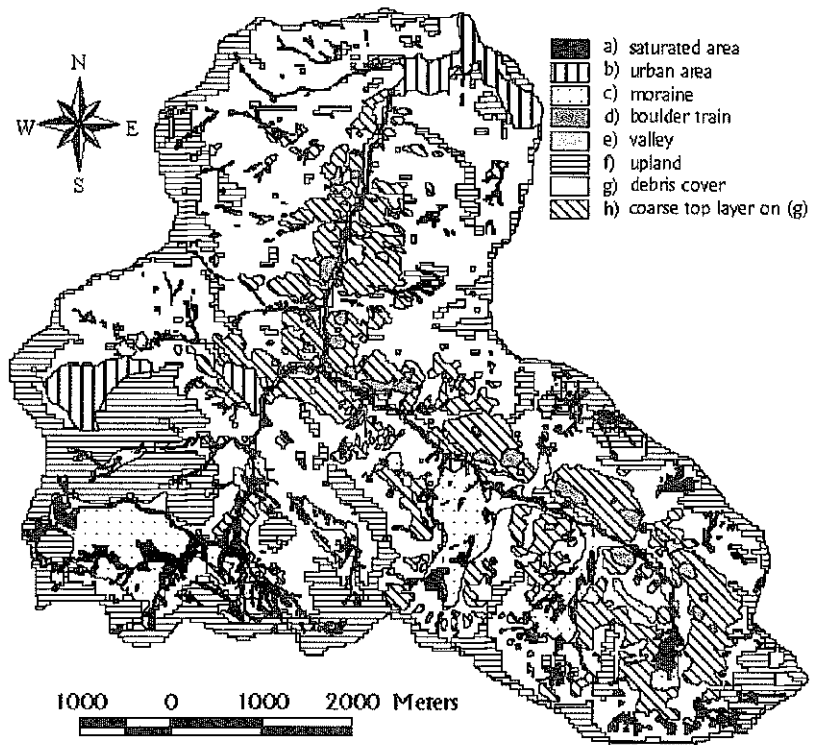 N
W E
S
a) saturated area
b) urban area
c) moraine
d) boulder train
e) valley
f) upland
g) debris cover
h) coarse top layer on (g)
1000 0 1000 2000 Meters